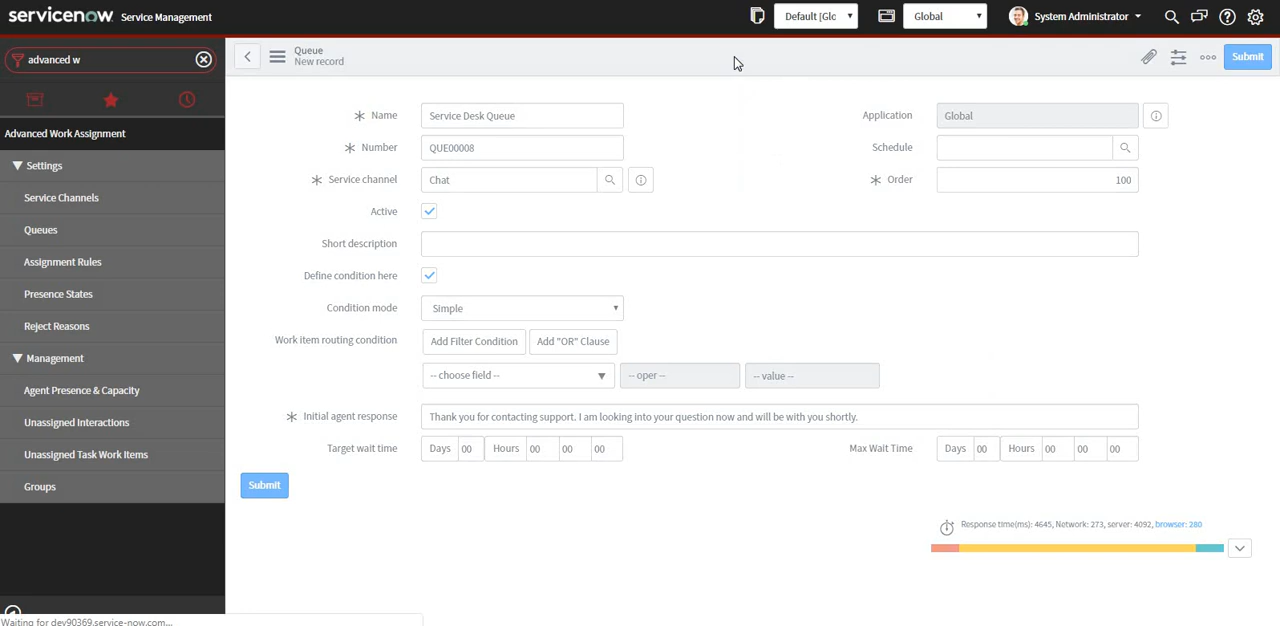 servicenow. Service Management
Default [Glc
Global
System Administrator
advanced w
Queue
New record
Submit
Advanced Work Assignment
Settings
Service Channels
Queues
Assignment Rules
Presence States
Reject Reasons
Management
Agent Presence & Capacity
Unassigned Interactions
Unassigned Task Work Items
Groups
Name Service Desk Queue
Application Global
Number QUE00008
Schedule
Service channel Chat
Order 100
Active
Short description
Define condition here
Condition mode Simple
Work item routing condition Add Filter Condition Add "OR" Clause
-- choose field -- -- oper -- -- value --
Initial agent response Thank you for contacting support. I am looking into your question now and will be with you shortly.
Target wait time Days 00 Hours 00 00 00
Max Wait Time Days 00 Hours 00 00 00
Submit
Response time(ms): 4645, Network: 273, server: 4092, browser: 280
Waiting for dev90369.service-now.com...